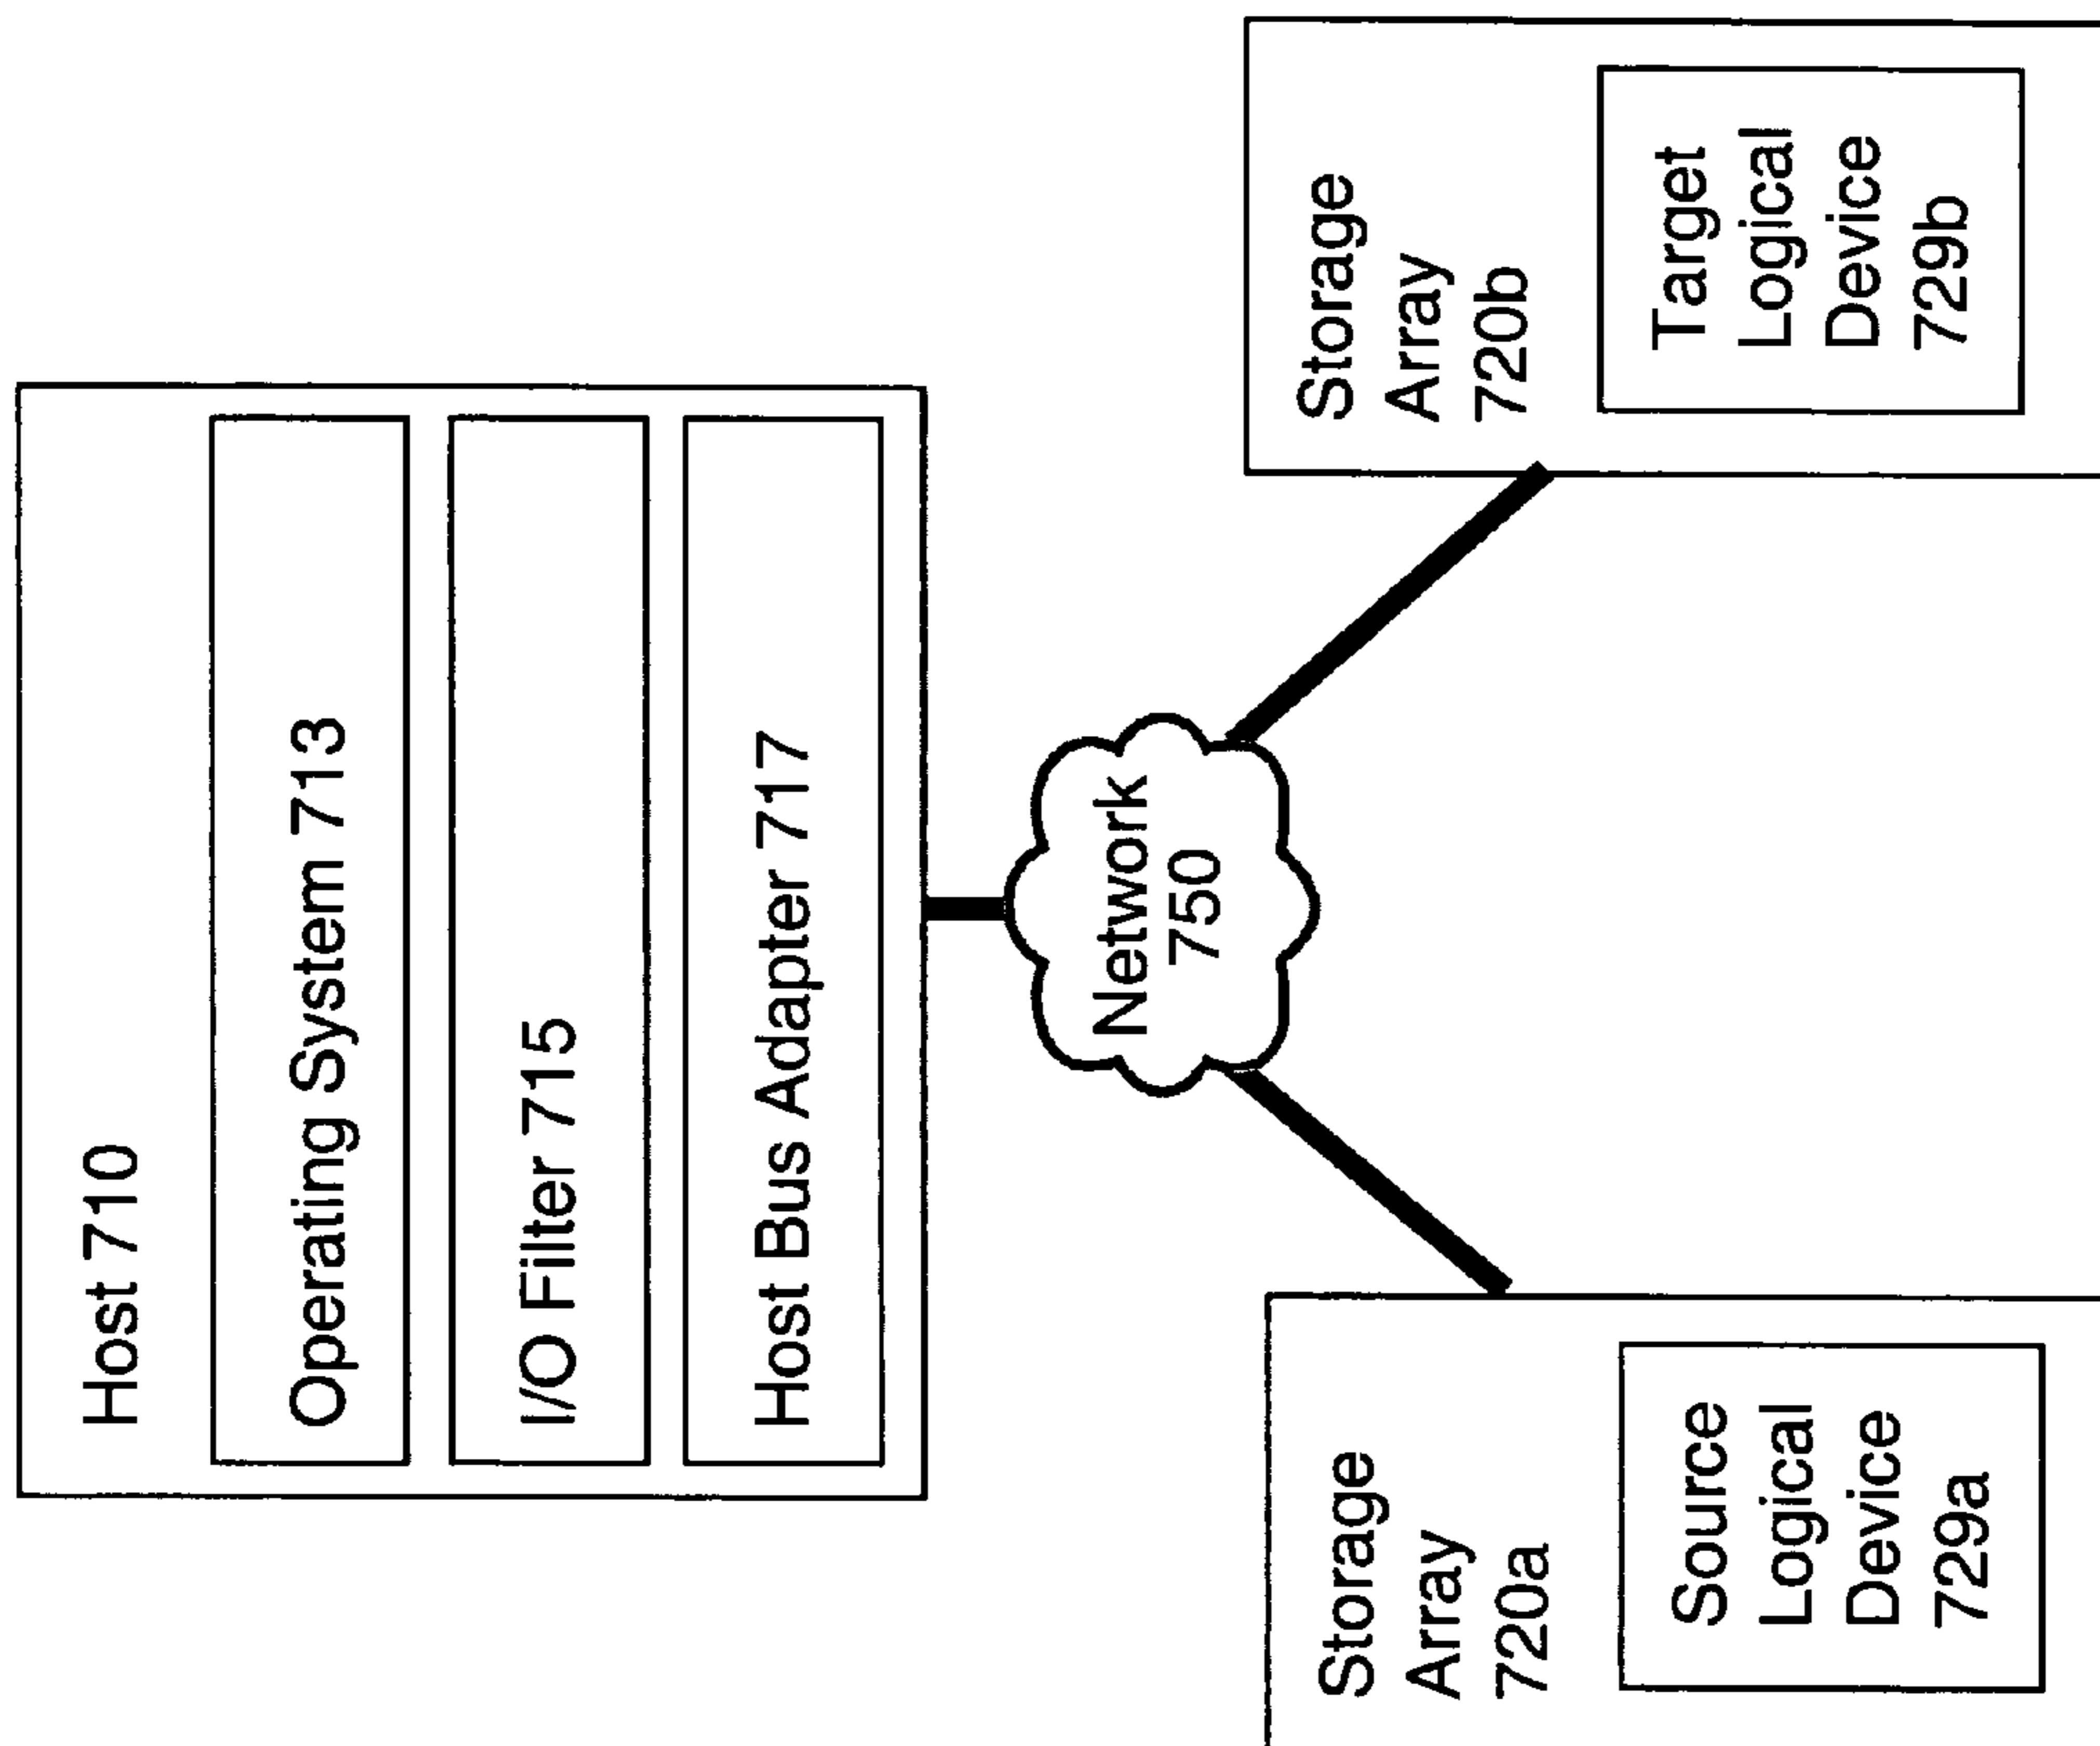 Host 710
Operating System 713
I/O Filter 715
Host Bus Adapter 717
Network
750
Storage
Array
720a
Source
Logical
Device
729a
Storage
Array
720b
Target
Logical
Device
729b